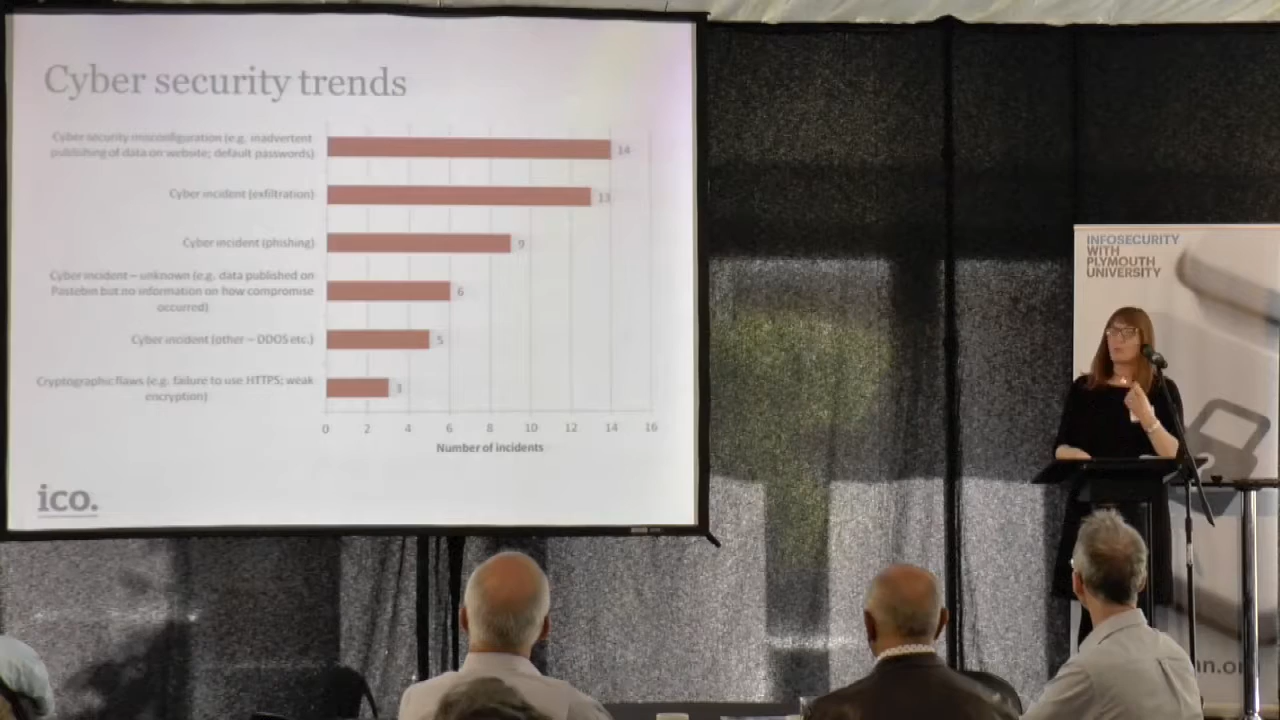 Cyber security trends
Cyber security misconfiguration (e.g. inadvertent
publishing of data on website; default passwords)
14
Cyber incident (exfiltration)
13
Cyber incident (phishing)
9
Cyber incident – unknown (e.g. data published on
Pastebin but no information on how compromise
occurred)
6
Cyber incident (other – DDOS etc.)
5
Cryptographic flaws (e.g. failure to use HTTPS; weak
encryption)
3
0 2 4 6 8 10 12 14 16
Number of incidents
ico.
INFOSECURITY
WITH
PLYMOUTH
UNIVERSITY